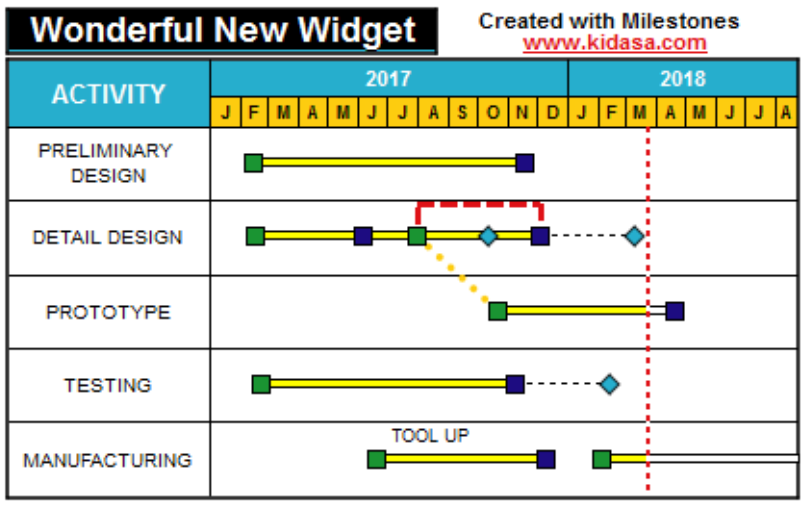 Wonderful New Widget
Created with Milestones
www.kidasa.com
ACTIVITY
2017
2018
J F M A M J J A S O N D J F M A M J J A
PRELIMINARY
DESIGN
DETAIL DESIGN
PROTOTYPE
TESTING
TOOL UP
MANUFACTURING